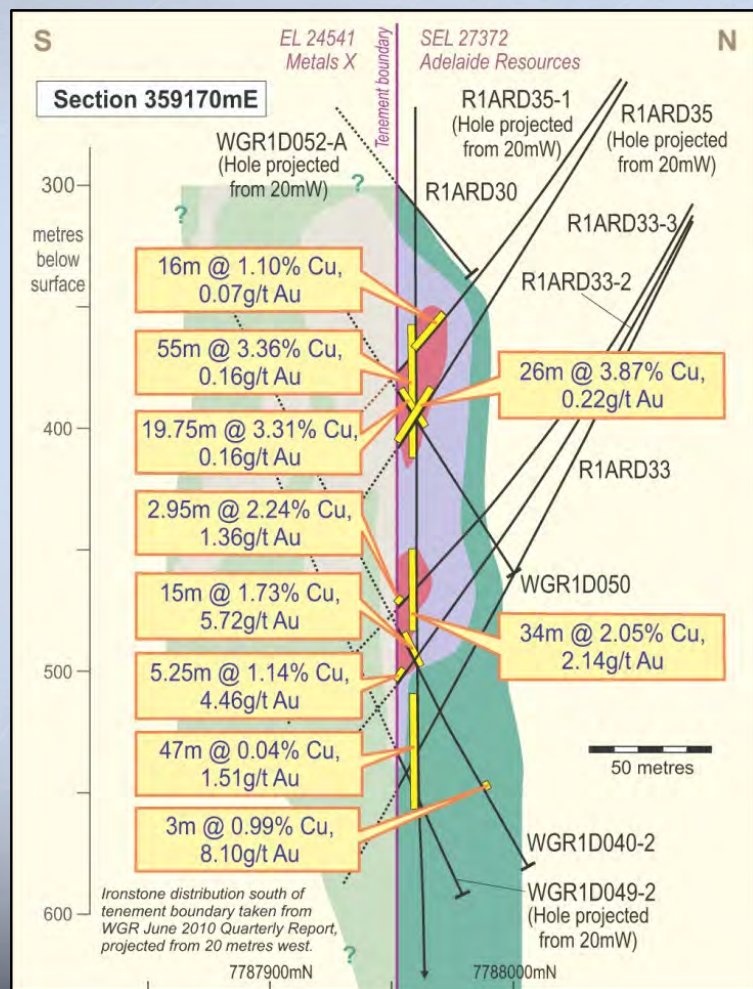 S
EL 24541
Metals X
Tenement boundary
SEL 27372
Adelaide Resources
N
Section 359170mE
R1ARD35-1
(Hole projected
from 20mW)
R1ARD35
(Hole projected
from 20mW)
WGR1D052-A
(Hole projected
from 20mW)
R1ARD30
R1ARD33-3
R1ARD33-2
300
?
?
metres
below
surface
16m @ 1.10% Cu,
0.07g/t Au
55m @ 3.36% Cu,
0.16g/t Au
26m @ 3.87% Cu,
0.22g/t Au
400
19.75m @ 3.31% Cu,
0.16g/t Au
R1ARD33
2.95m @ 2.24% Cu,
1.36g/t Au
WGR1D050
15m @ 1.73% Cu,
5.72g/t Au
34m @ 2.05% Cu,
2.14g/t Au
500
5.25m @ 1.14% Cu,
4.46g/t Au
47m @ 0.04% Cu,
1.51g/t Au
50 metres
3m @ 0.99% Cu,
8.10g/t Au
WGR1D040-2
WGR1D049-2
(Hole projected
from 20mW)
Ironstone distribution south of
tenement boundary taken from
WGR June 2010 Quarterly Report,
projected from 20 metres west.
600
?
7787900mN
7788000mN